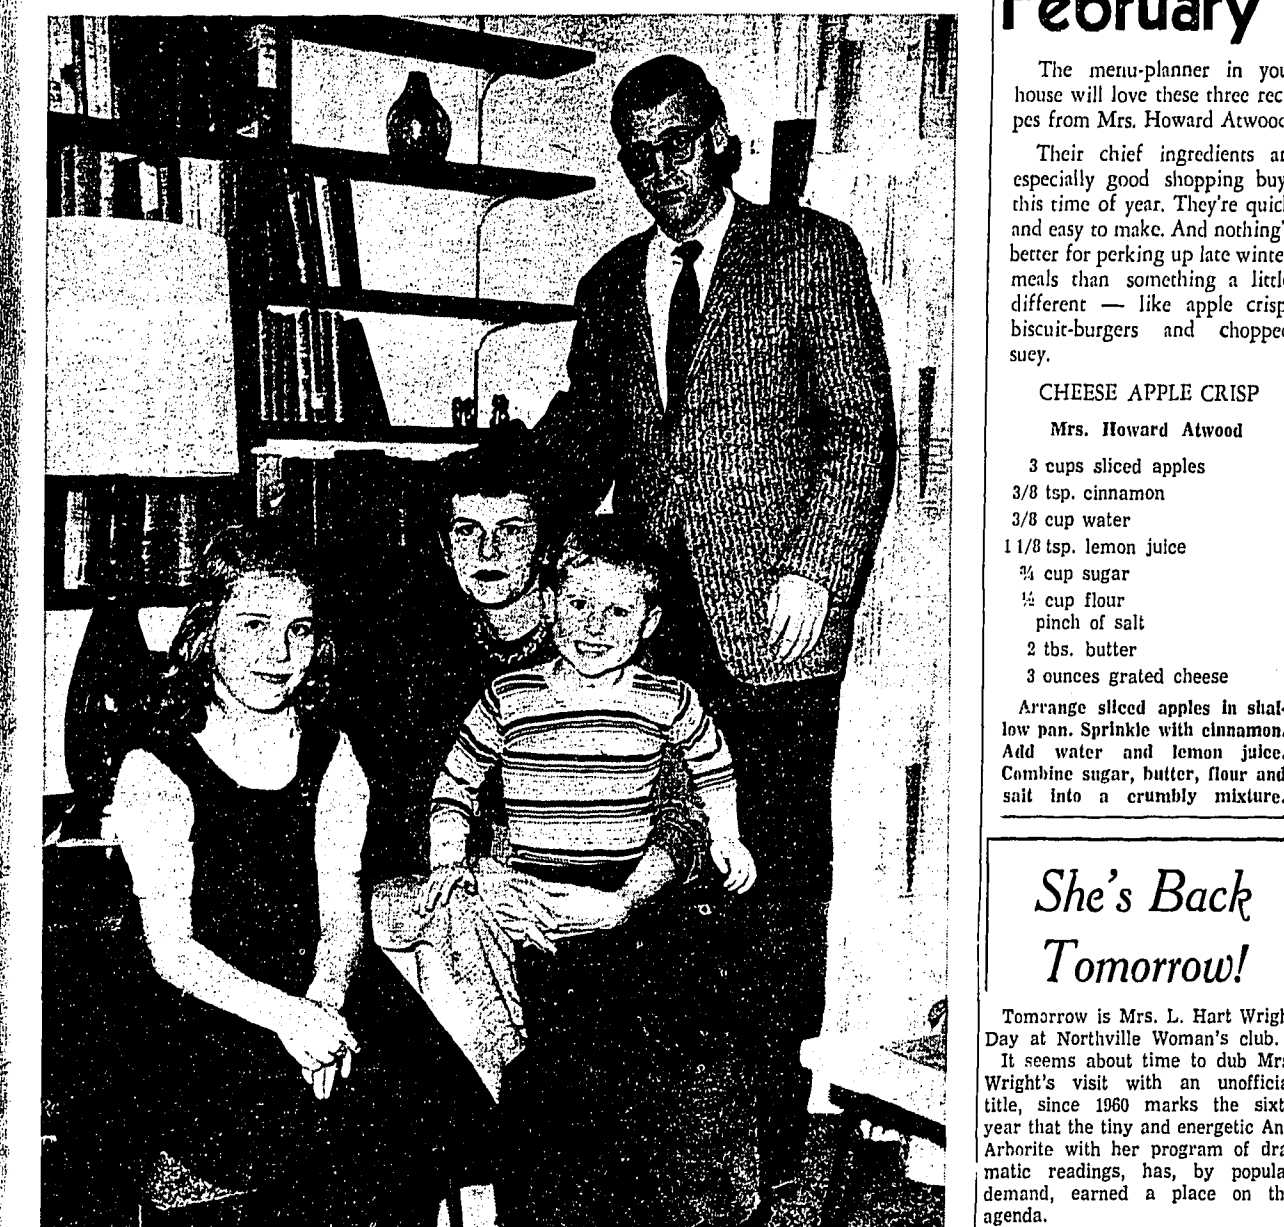 February
The menu-planner in you
house will love these three rec
pes from Mrs. Howard Atwood
Their chief ingredients ar
especially good shopping buy
this time of year. They're quick
and easy to make. And nothing'
better for perking up late winte
meals than something a little
different — like apple crisp
biscuit-burgers and chopped
suey.
CHEESE APPLE CRISP
Mrs. Howard Atwood
3 cups sliced apples
3/8 tsp. cinnamon
3/8 cup water
1 1/8 tsp. lemon juice
¾ cup sugar
½ cup flour
pinch of salt
2 tbs. butter
3 ounces grated cheese
Arrange sliced apples in shal-
low pan. Sprinkle with cinnamon.
Add water and lemon juice.
Combine sugar, butter, flour and
salt into a crumbly mixture.
She's Back
Tomorrow!
Tomorrow is Mrs. L. Hart Wrigh
Day at Northville Woman's club.
It seems about time to dub Mrs
Wright's visit with an unofficia
title, since 1960 marks the sixt
year that the tiny and energetic An
Arborite with her program of dra
matic readings, has, by popula
demand, earned a place on th
agenda.